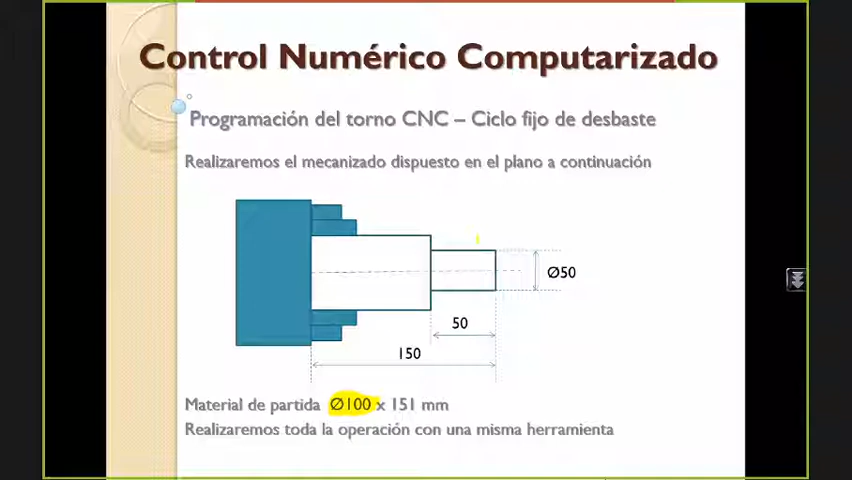 Control Numérico Computarizado
Programación del torno CNC – Ciclo fijo de desbaste
Realizaremos el mecanizado dispuesto en el plano a continuación
Ø50
50
150
Material de partida Ø100 x 151 mm
Realizaremos toda la operación con una misma herramienta